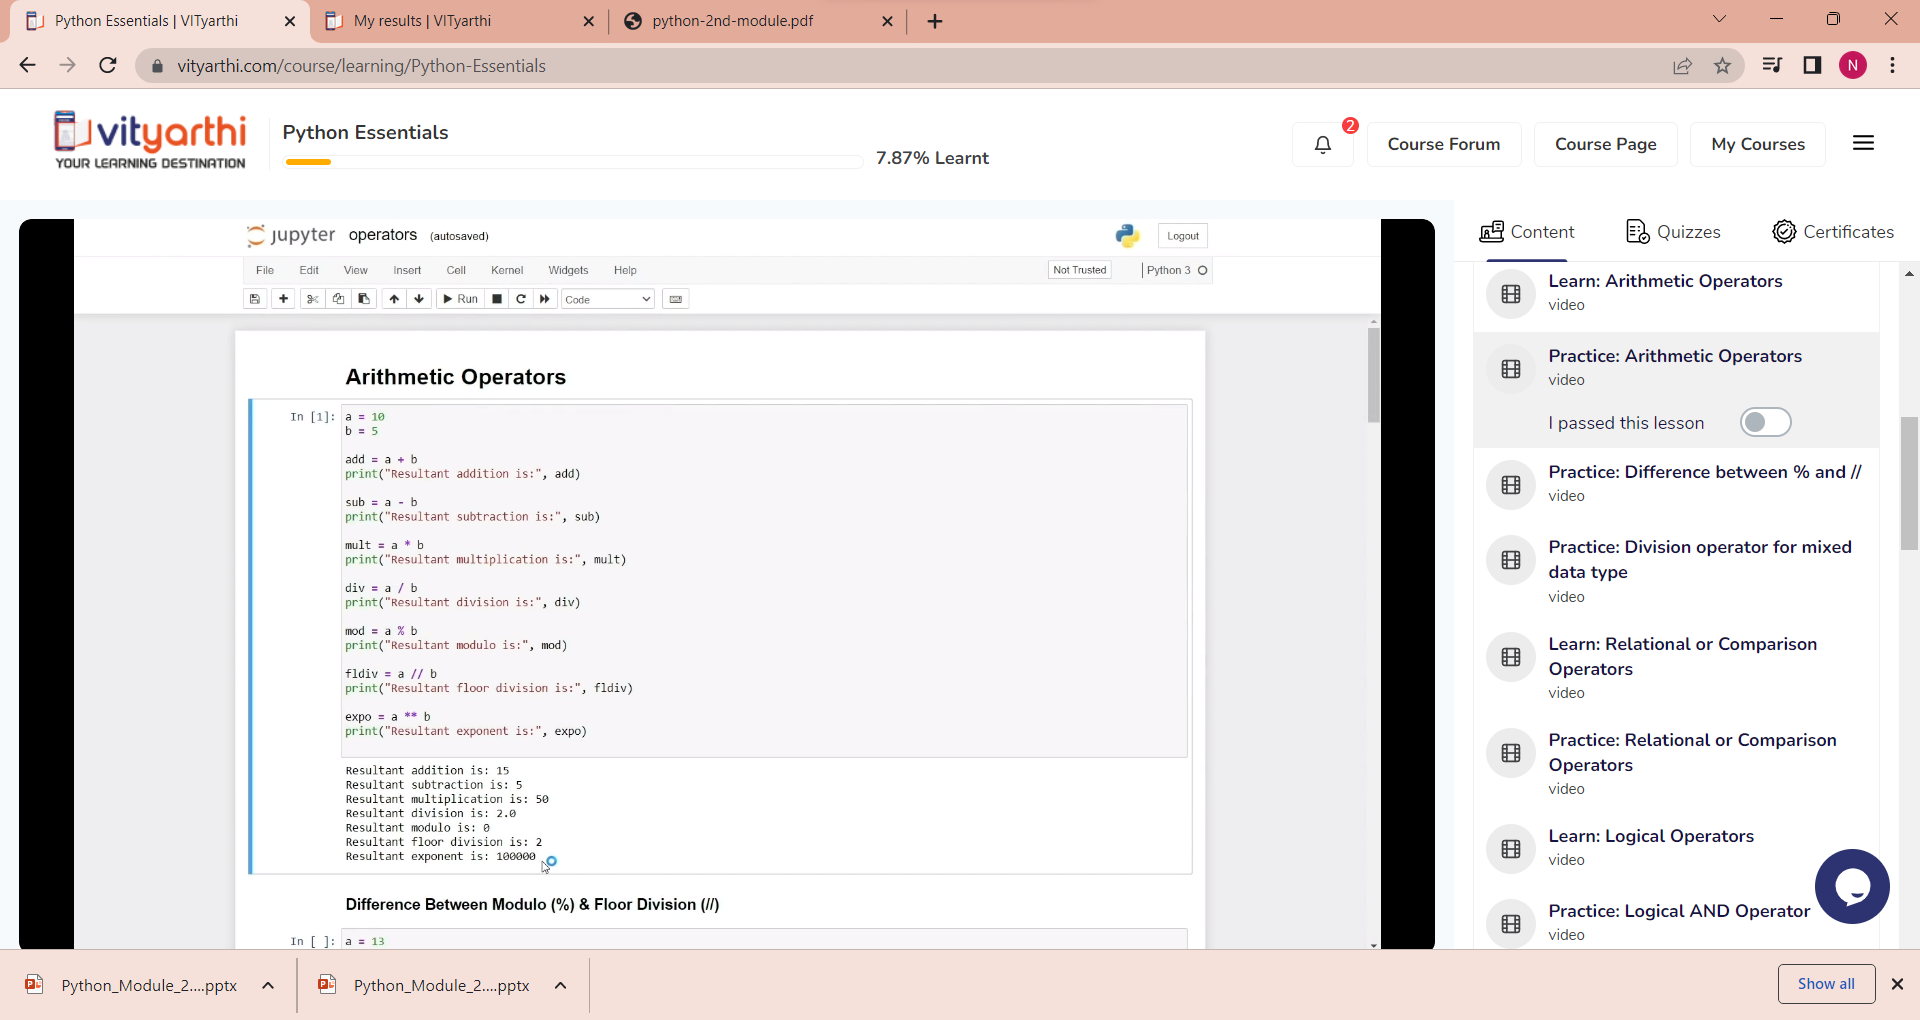 Python Essentials | VITyarthi
My results | VITyarthi
python-2nd-module.pdf
vityarthi.com/course/learning/Python-Essentials
N
vityarthi
YOUR LEARNING DESTINATION
Python Essentials
7.87% Learnt
2
Course Forum
Course Page
My Courses
jupyter operators (autosaved)
Logout
File Edit View Insert Cell Kernel Widgets Help
Not Trusted
Python 3
Run
Code
Arithmetic Operators
In [1]:
a = 10
b = 5
add = a + b
print("Resultant addition is:", add)
sub = a - b
print("Resultant subtraction is:", sub)
mult = a * b
print("Resultant multiplication is:", mult)
div = a / b
print("Resultant division is:", div)
mod = a % b
print("Resultant modulo is:", mod)
fldiv = a // b
print("Resultant floor division is:", fldiv)
expo = a ** b
print("Resultant exponent is:", expo)
Resultant addition is: 15
Resultant subtraction is: 5
Resultant multiplication is: 50
Resultant division is: 2.0
Resultant modulo is: 0
Resultant floor division is: 2
Resultant exponent is: 100000
Difference Between Modulo (%) & Floor Division (//)
In [ ]:
a = 13
Content
Quizzes
Certificates
Learn: Arithmetic Operators
video
Practice: Arithmetic Operators
video
I passed this lesson
Practice: Difference between % and //
video
Practice: Division operator for mixed
data type
video
Learn: Relational or Comparison
Operators
video
Practice: Relational or Comparison
Operators
video
Learn: Logical Operators
video
Practice: Logical AND Operator
video
Python_Module_2....pptx
Python_Module_2....pptx
Show all